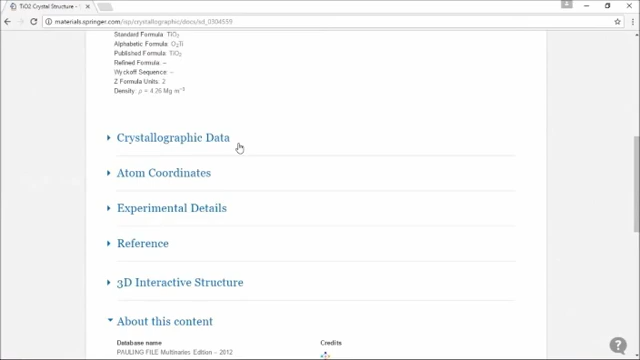 TiO2 Crystal Structure -
materials.springer.com/isp/crystallographic/docs/sd_0304559
Standard Formula: TiO₂
Alphabetic Formula: O₂Ti
Published Formula: TiO₂
Refined Formula: –
Wyckoff Sequence: –
Z Formula Units: 2
Density: ρ = 4.26 Mg m⁻³
Crystallographic Data
Atom Coordinates
Experimental Details
Reference
3D Interactive Structure
About this content
Database name
PAULING FILE Multinaries Edition – 2012
Credits
?